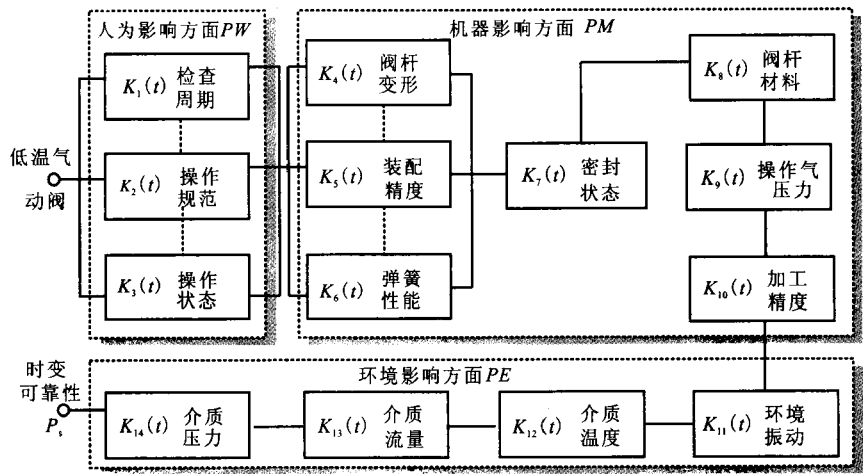 人为影响方面PW
K₁(t) 检查
周期
K₂(t) 操作
规范
K₃(t) 操作
状态
低温气
动阀
机器影响方面 PM
K₄(t) 阀杆
变形
K₅(t) 装配
精度
K₆(t) 弹簧
性能
K₇(t) 密封
状态
K₈(t) 阀杆
材料
K₉(t) 操作气
压力
K₁₀(t) 加工
精度
时变
可靠性
Pₛ
环境影响方面PE
K₁₄(t) 介质
压力
K₁₃(t) 介质
流量
K₁₂(t) 介质
温度
K₁₁(t) 环境
振动